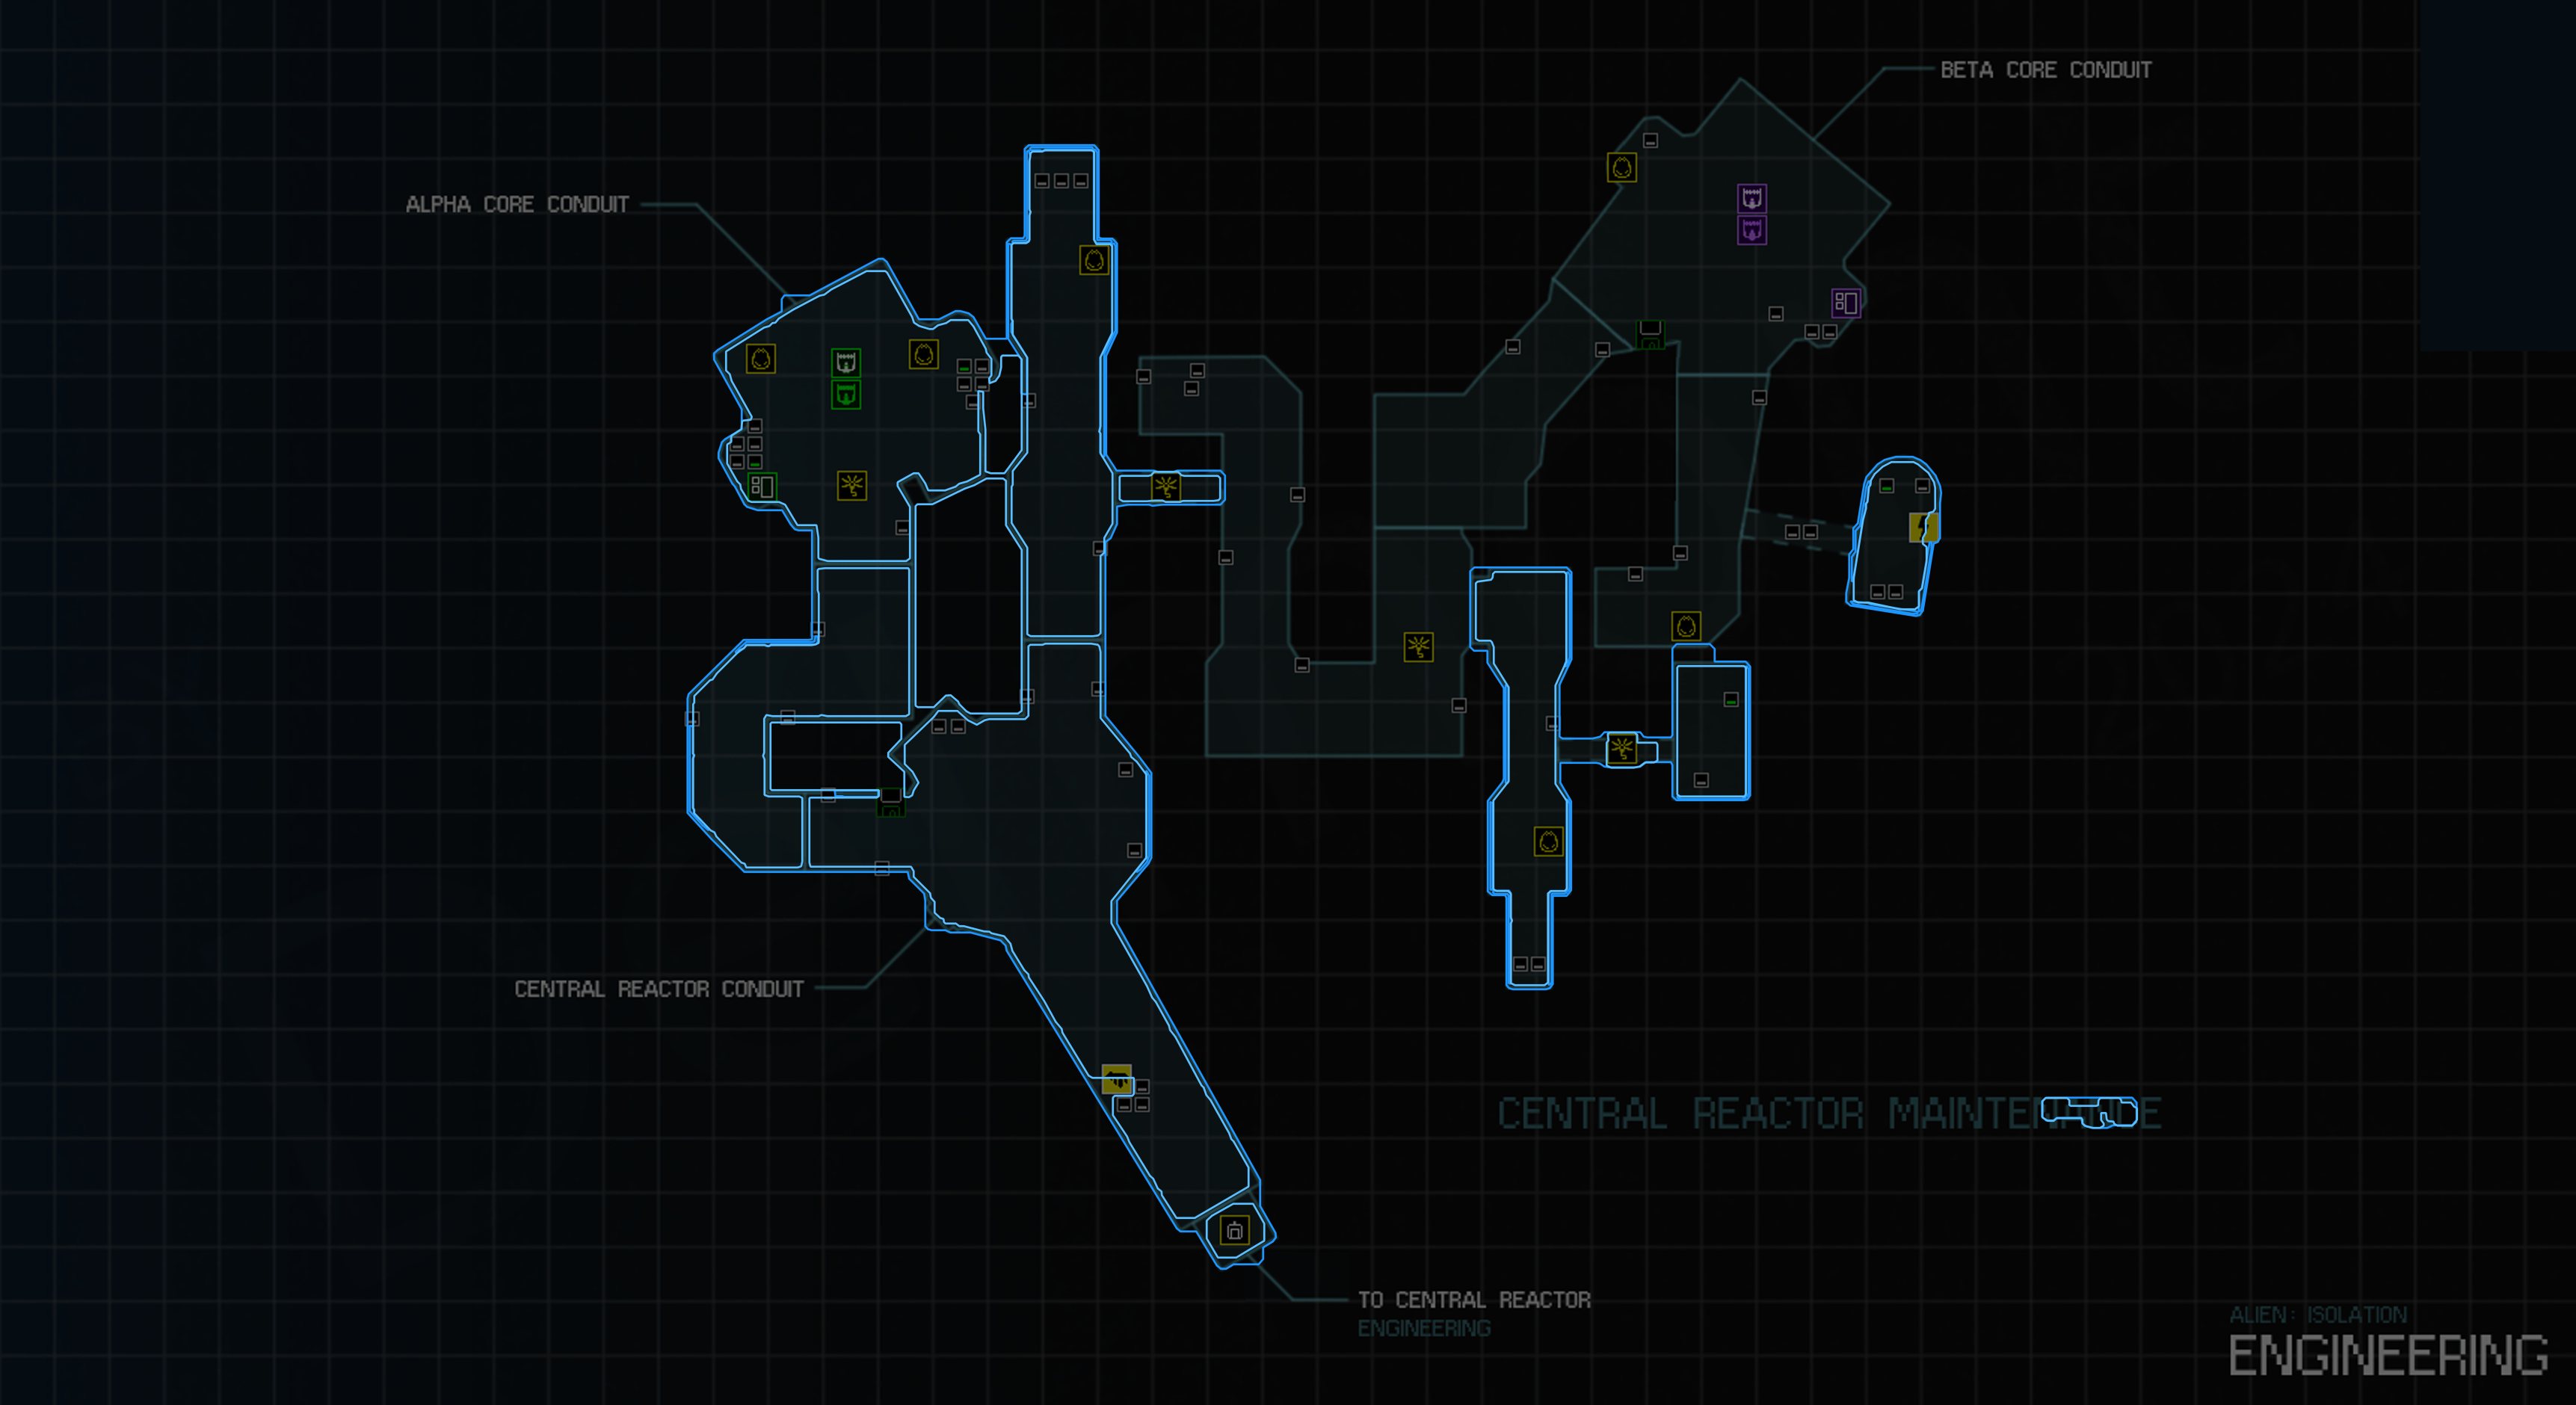 BETA CORE CONDUIT
ALPHA CORE CONDUIT
CENTRAL REACTOR CONDUIT
CENTRAL REACTOR
TO CENTRAL REACTOR
ENGINEERING
ALIEN: ISOLATION
ENGINEERING